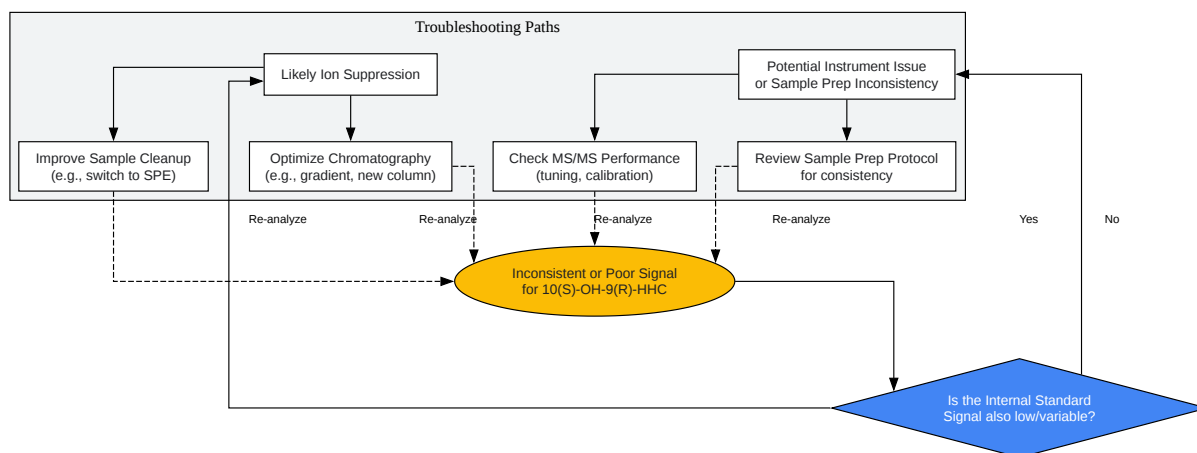 Troubleshooting Paths
Likely Ion Suppression
Potential Instrument Issue
or Sample Prep Inconsistency
Improve Sample Cleanup
(e.g., switch to SPE)
Optimize Chromatography
(e.g., gradient, new column)
Check MS/MS Performance
(tuning, calibration)
Review Sample Prep Protocol
for consistency
Re-analyze
Re-analyze
Re-analyze
Re-analyze
Yes
No
Inconsistent or Poor Signal
for 10(S)-OH-9(R)-HHC
Is the Internal Standard
Signal also low/variable?